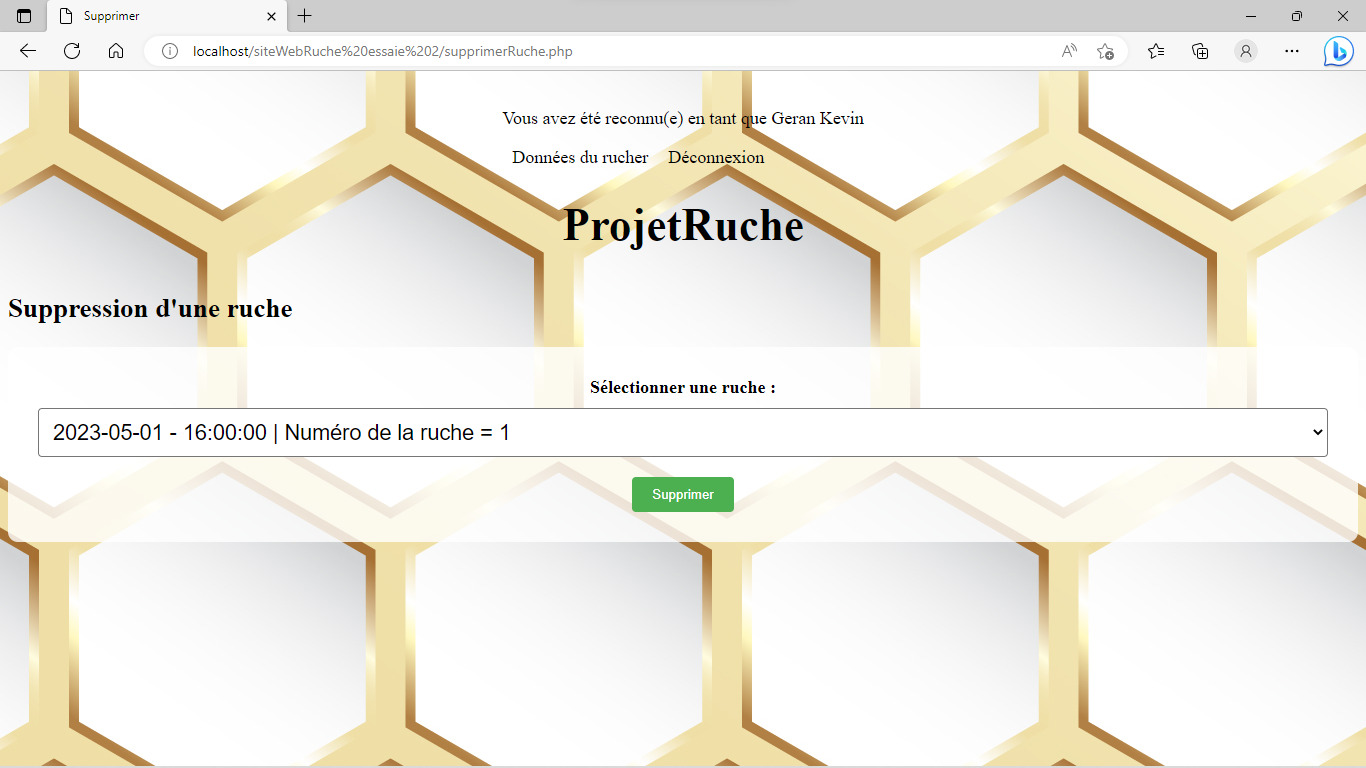 Supprimer
localhost/siteWebRuche%20essaie%202/supprimerRuche.php
Vous avez été reconnu(e) en tant que Geran Kevin
Données du rucher Déconnexion
ProjetRuche
Suppression d'une ruche
Sélectionner une ruche :
2023-05-01 - 16:00:00 | Numéro de la ruche = 1
Supprimer